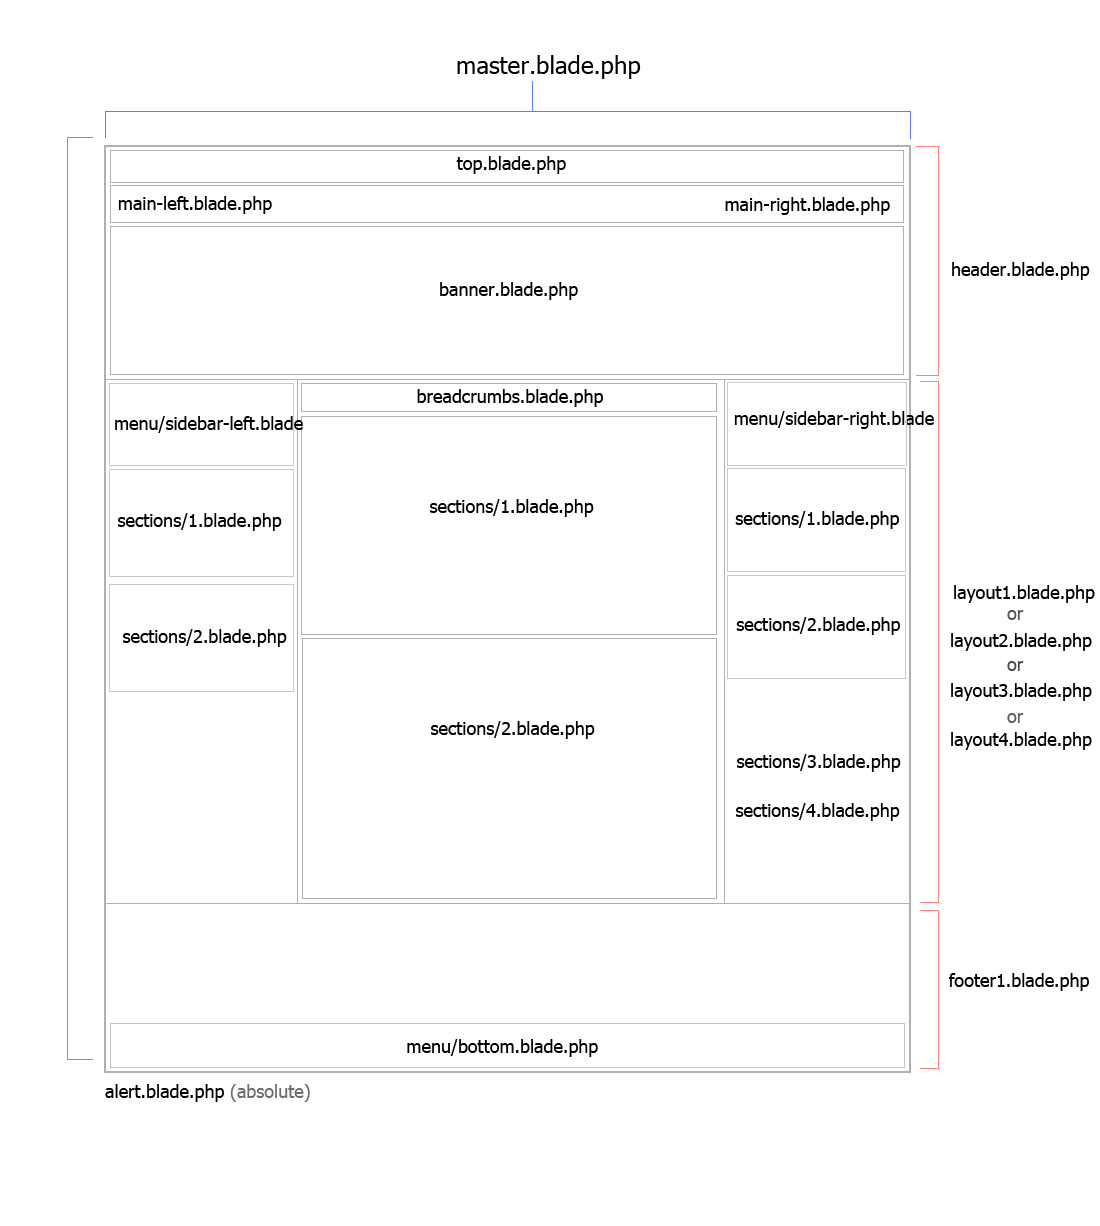 master.blade.php
top.blade.php
main-left.blade.php
main-right.blade.php
banner.blade.php
header.blade.php
menu/sidebar-left.blade
sections/1.blade.php
sections/2.blade.php
breadcrumbs.blade.php
sections/1.blade.php
sections/2.blade.php
menu/sidebar-right.blade
sections/1.blade.php
sections/2.blade.php
sections/3.blade.php
sections/4.blade.php
layout1.blade.php
or
layout2.blade.php
or
layout3.blade.php
or
layout4.blade.php
footer1.blade.php
menu/bottom.blade.php
alert.blade.php (absolute)